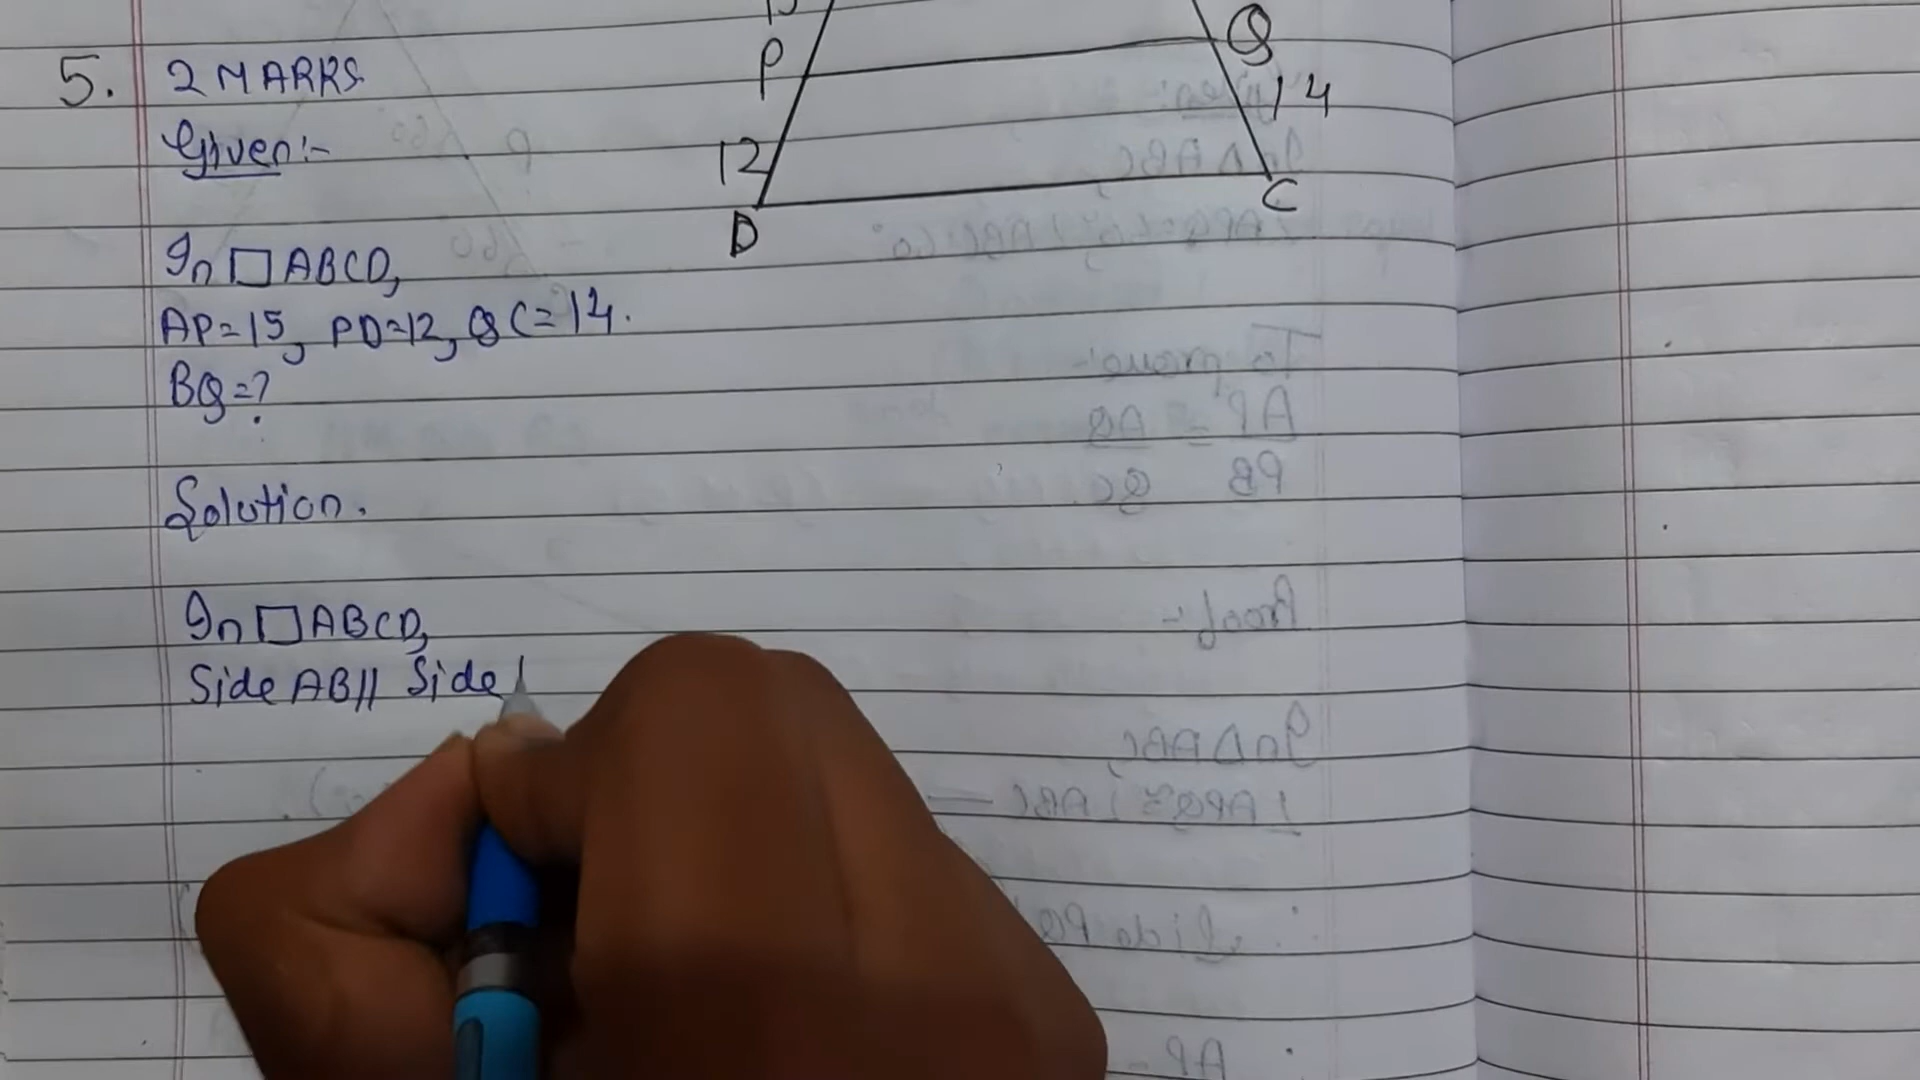 15
P
Q
5. 2 MARKS
14
Given:-
12
C
D
In □ABCD,
AP=15, PD=12, QC=14.
BQ=?
Solution.
In □ABCD,
Side AB || Side